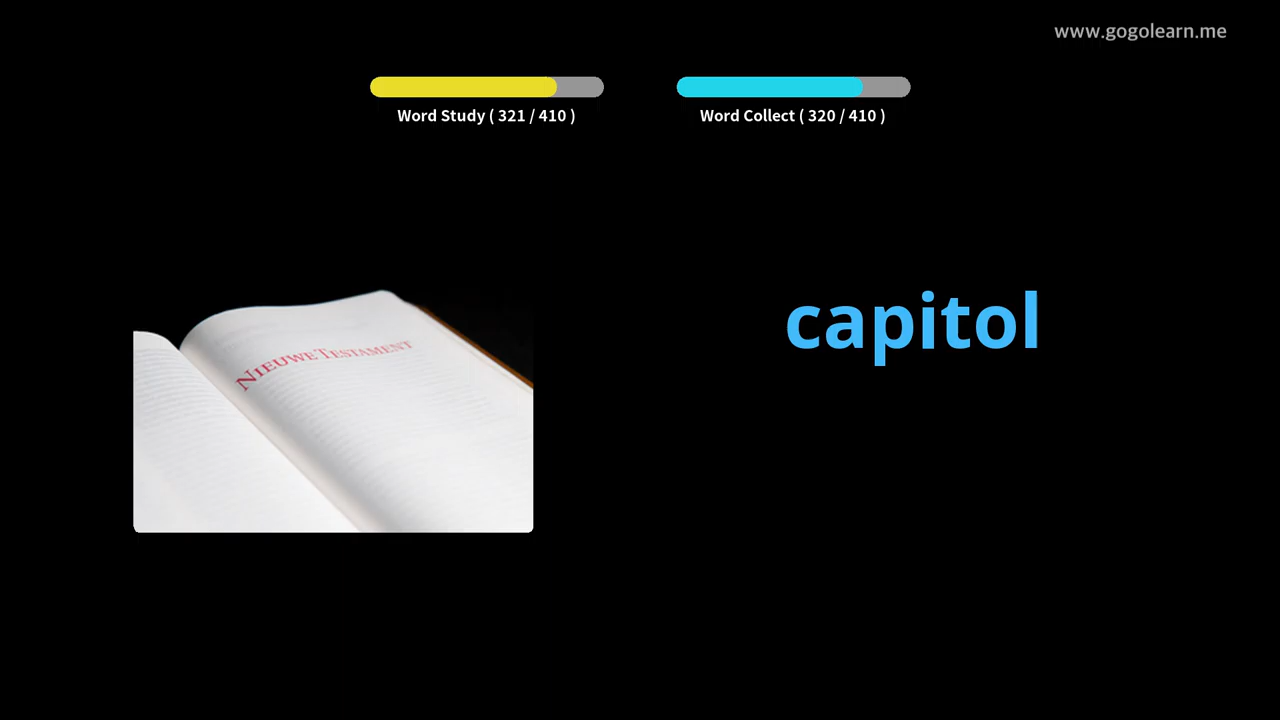 www.gogolearn.me
Word Study ( 321 / 410 )
Word Collect ( 320 / 410 )
NIEUWE TESTAMENT
capitol